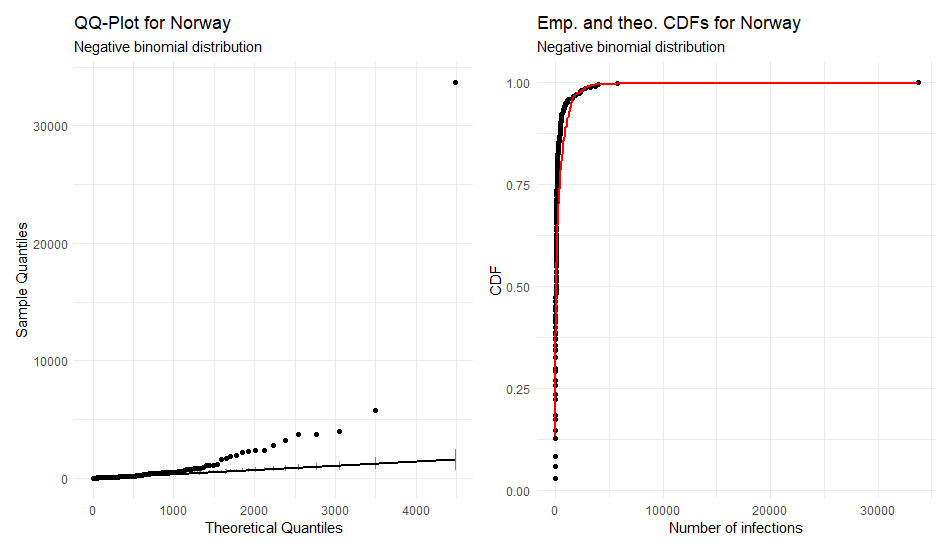 QQ-Plot for Norway
Negative binomial distribution
Sample Quantiles
30000
20000
10000
0
0 1000 2000 3000 4000
Theoretical Quantiles
Emp. and theo. CDFs for Norway
Negative binomial distribution
CDF
1.00
0.75
0.50
0.25
0.00
0 10000 20000 30000
Number of infections